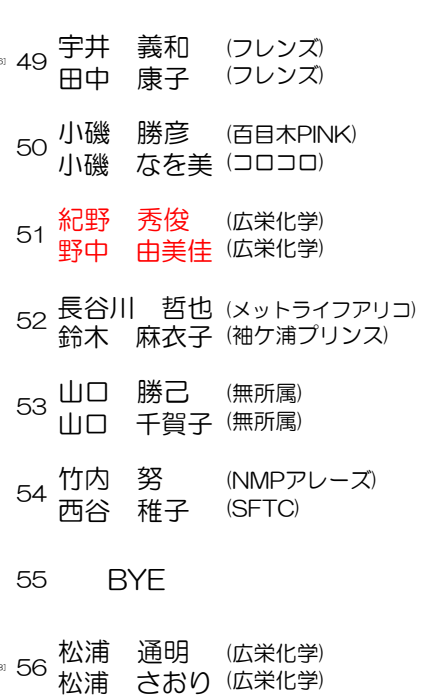 49 宇井 義和 (フレンズ)
田中 康子 (フレンズ)
50 小磯 勝彦 (百目木PINK)
小磯 なを美 (コロコロ)
51 紀野 秀俊 (広栄化学)
野中 由美佳 (広栄化学)
52 長谷川 哲也 (メットライフアリコ)
鈴木 麻衣子 (袖ケ浦プリンス)
53 山口 勝己 (無所属)
山口 千賀子 (無所属)
54 竹内 努 (NMPアレーズ)
西谷 稚子 (SFTC)
55 BYE
56 松浦 通明 (広栄化学)
松浦 さおり (広栄化学)